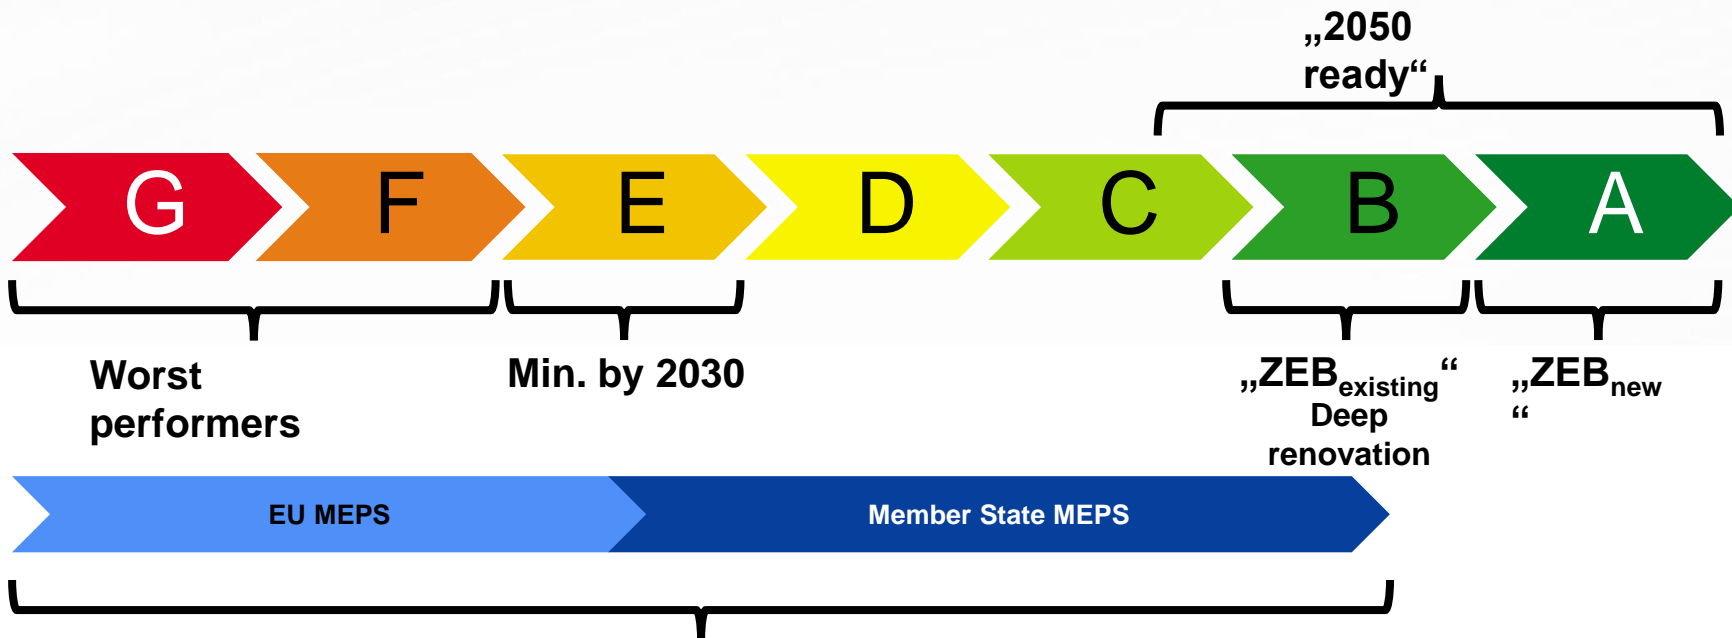 „2050
ready“
G F E D C B A
Worst
performers
Min. by 2030
„ZEBexisting“
Deep
renovation
„ZEBnew
“
EU MEPS
Member State MEPS